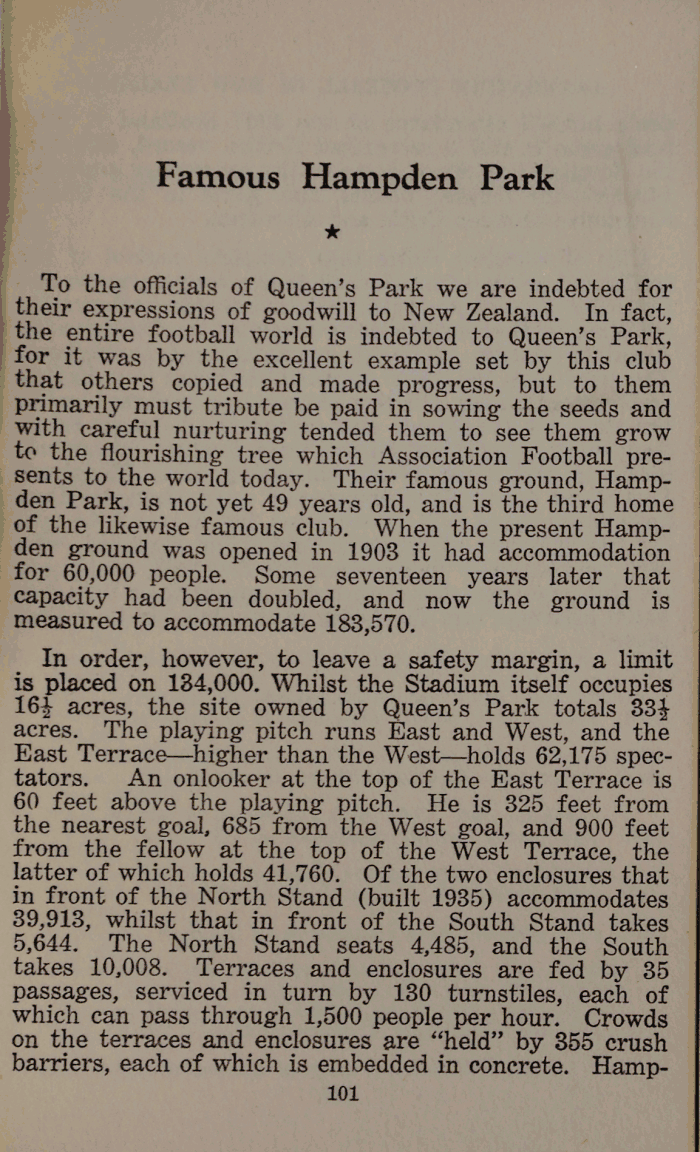 Famous Hampden Park
★
To the officials of Queen's Park we are indebted for
their expressions of goodwill to New Zealand. In fact,
the entire football world is indebted to Queen's Park,
for it was by the excellent example set by this club
that others copied and made progress, but to them
primarily must tribute be paid in sowing the seeds and
with careful nurturing tended them to see them grow
to the flourishing tree which Association Football pre-
sents to the world today. Their famous ground, Hamp-
den Park, is not yet 49 years old, and is the third home
of the likewise famous club. When the present Hamp-
den ground was opened in 1903 it had accommodation
for 60,000 people. Some seventeen years later that
capacity had been doubled, and now the ground is
measured to accommodate 183,570.
In order, however, to leave a safety margin, a limit
is placed on 134,000. Whilst the Stadium itself occupies
16½ acres, the site owned by Queen's Park totals 33½
acres. The playing pitch runs East and West, and the
East Terrace—higher than the West—holds 62,175 spec-
tators. An onlooker at the top of the East Terrace is
60 feet above the playing pitch. He is 325 feet from
the nearest goal, 685 from the West goal, and 900 feet
from the fellow at the top of the West Terrace, the
latter of which holds 41,760. Of the two enclosures that
in front of the North Stand (built 1935) accommodates
39,913, whilst that in front of the South Stand takes
5,644. The North Stand seats 4,485, and the South
takes 10,008. Terraces and enclosures are fed by 35
passages, serviced in turn by 130 turnstiles, each of
which can pass through 1,500 people per hour. Crowds
on the terraces and enclosures are "held" by 355 crush
barriers, each of which is embedded in concrete. Hamp-
101